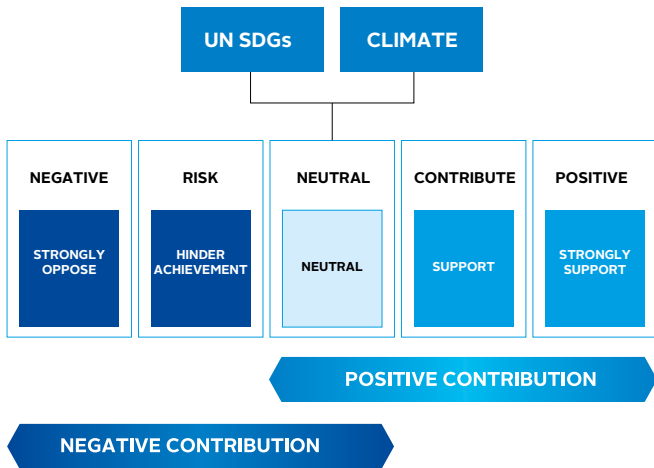 UN SDGs
CLIMATE
NEGATIVE
RISK
NEUTRAL
CONTRIBUTE
POSITIVE
STRONGLY
OPPOSE
HINDER
ACHIEVEMENT
NEUTRAL
SUPPORT
STRONGLY
SUPPORT
POSITIVE CONTRIBUTION
NEGATIVE CONTRIBUTION